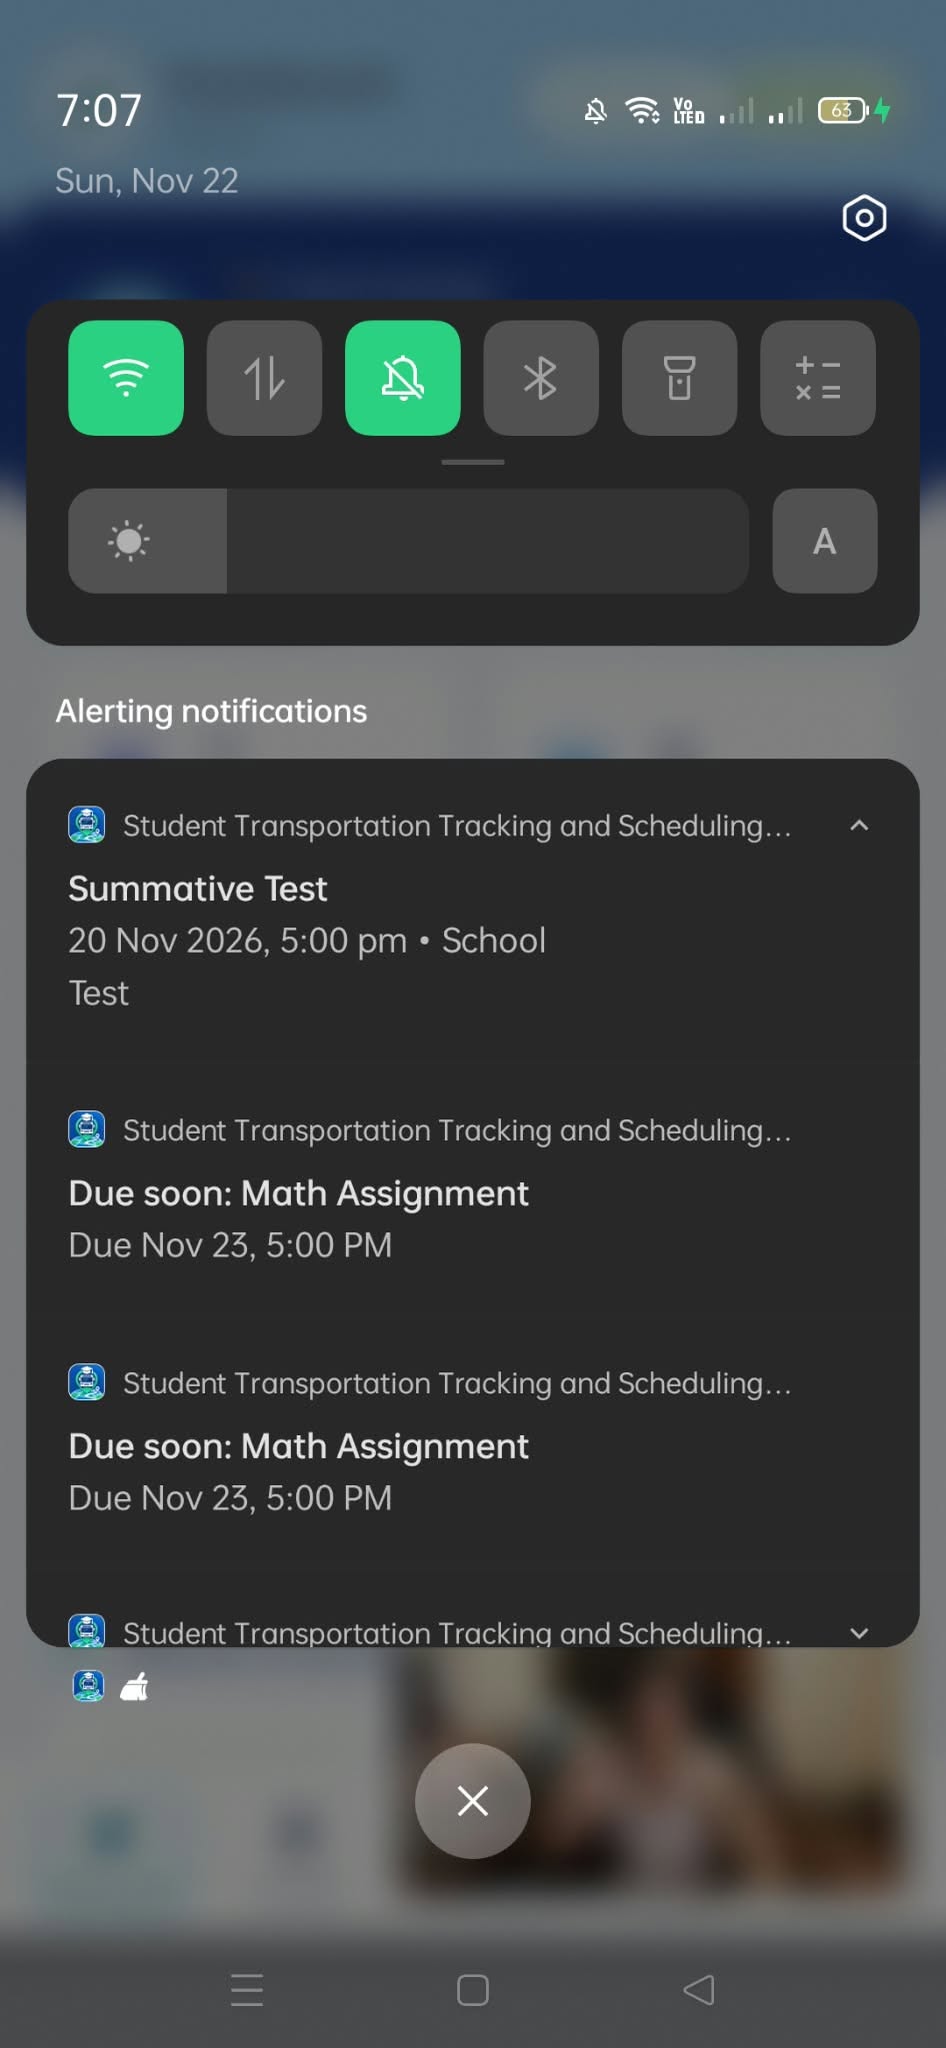 7:07
Vo
LTE D
63
Sun, Nov 22
A
Alerting notifications
Student Transportation Tracking and Scheduling...
Summative Test
20 Nov 2026, 5:00 pm • School
Test
Student Transportation Tracking and Scheduling...
Due soon: Math Assignment
Due Nov 23, 5:00 PM
Student Transportation Tracking and Scheduling...
Due soon: Math Assignment
Due Nov 23, 5:00 PM
Student Transportation Tracking and Scheduling...